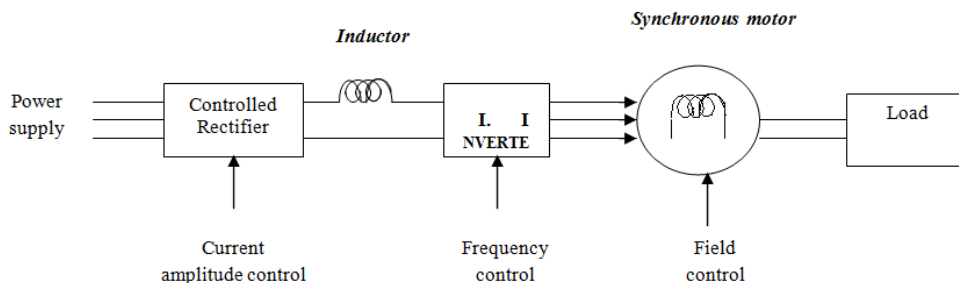 Synchronous motor
Inductor
Power
supply
Controlled
Rectifier
I. I
NVERTE
Load
Current
amplitude control
Frequency
control
Field
control